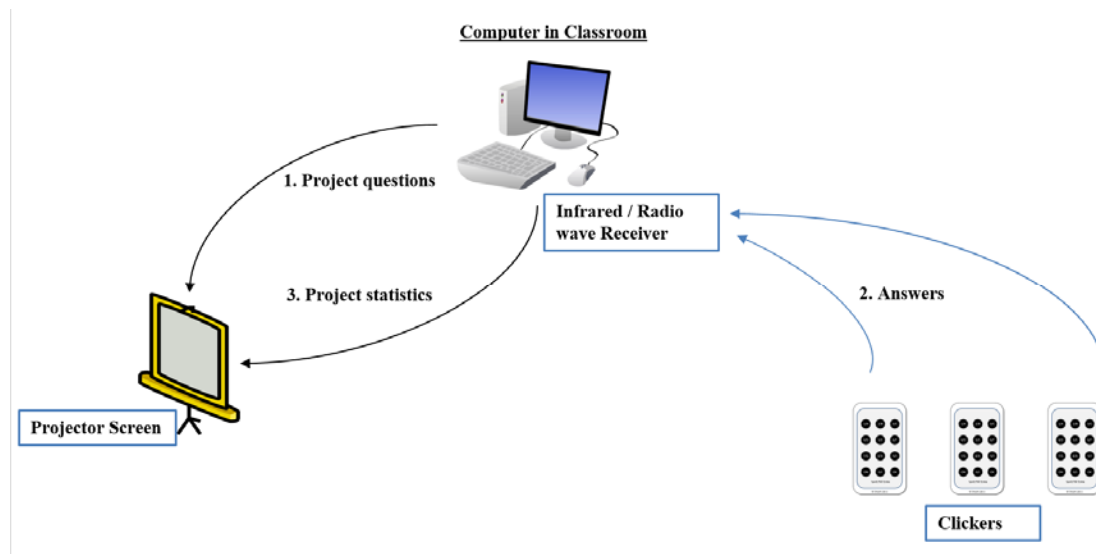 Computer in Classroom
1. Project questions
Infrared / Radio
wave Receiver
3. Project statistics
2. Answers
Projector Screen
Clickers